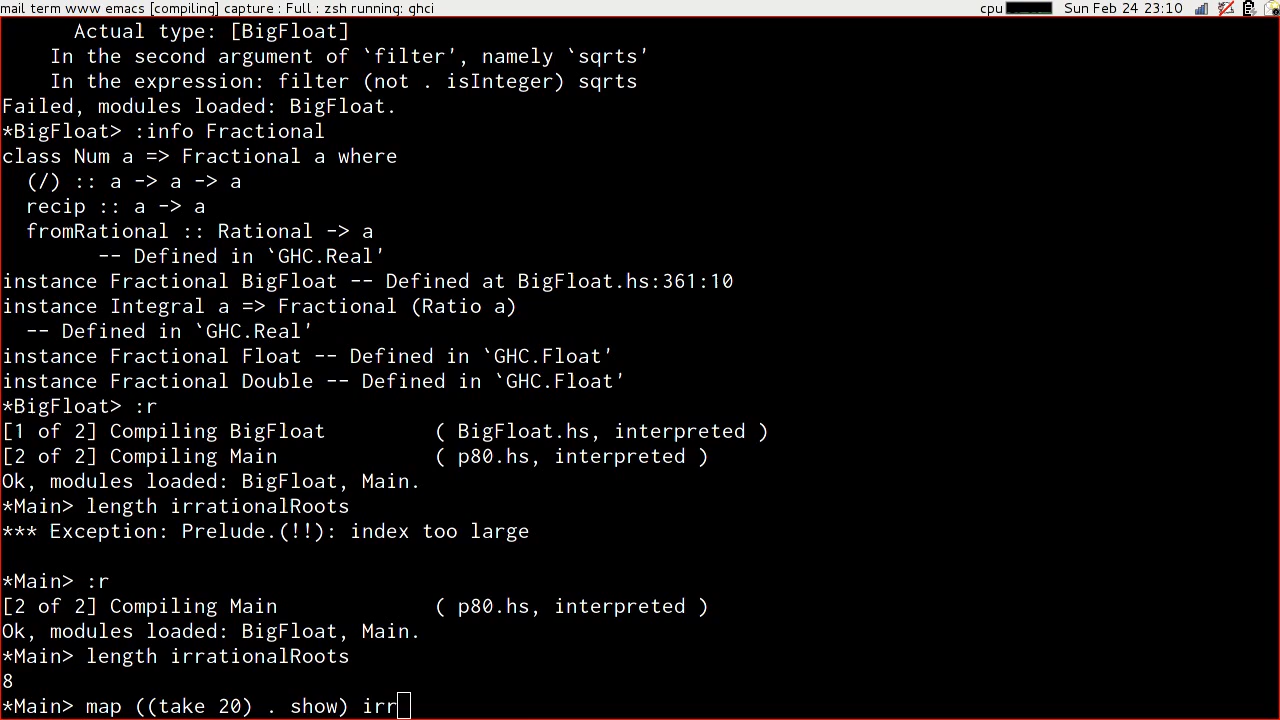 mail term www emacs [compiling] capture : Full : zsh running: ghci cpu Sun Feb 24 23:10
      Actual type: [BigFloat]
    In the second argument of `filter', namely `sqrts'
    In the expression: filter (not . isInteger) sqrts
Failed, modules loaded: BigFloat.
*BigFloat> :info Fractional
class Num a => Fractional a where
  (/) :: a -> a -> a
  recip :: a -> a
  fromRational :: Rational -> a
        -- Defined in `GHC.Real'
instance Fractional BigFloat -- Defined at BigFloat.hs:361:10
instance Integral a => Fractional (Ratio a)
  -- Defined in `GHC.Real'
instance Fractional Float -- Defined in `GHC.Float'
instance Fractional Double -- Defined in `GHC.Float'
*BigFloat> :r
[1 of 2] Compiling BigFloat         ( BigFloat.hs, interpreted )
[2 of 2] Compiling Main             ( p80.hs, interpreted )
Ok, modules loaded: BigFloat, Main.
*Main> length irrationalRoots
*** Exception: Prelude.(!!): index too large
*Main> :r
[2 of 2] Compiling Main             ( p80.hs, interpreted )
Ok, modules loaded: BigFloat, Main.
*Main> length irrationalRoots
8
*Main> map ((take 20) . show) irr